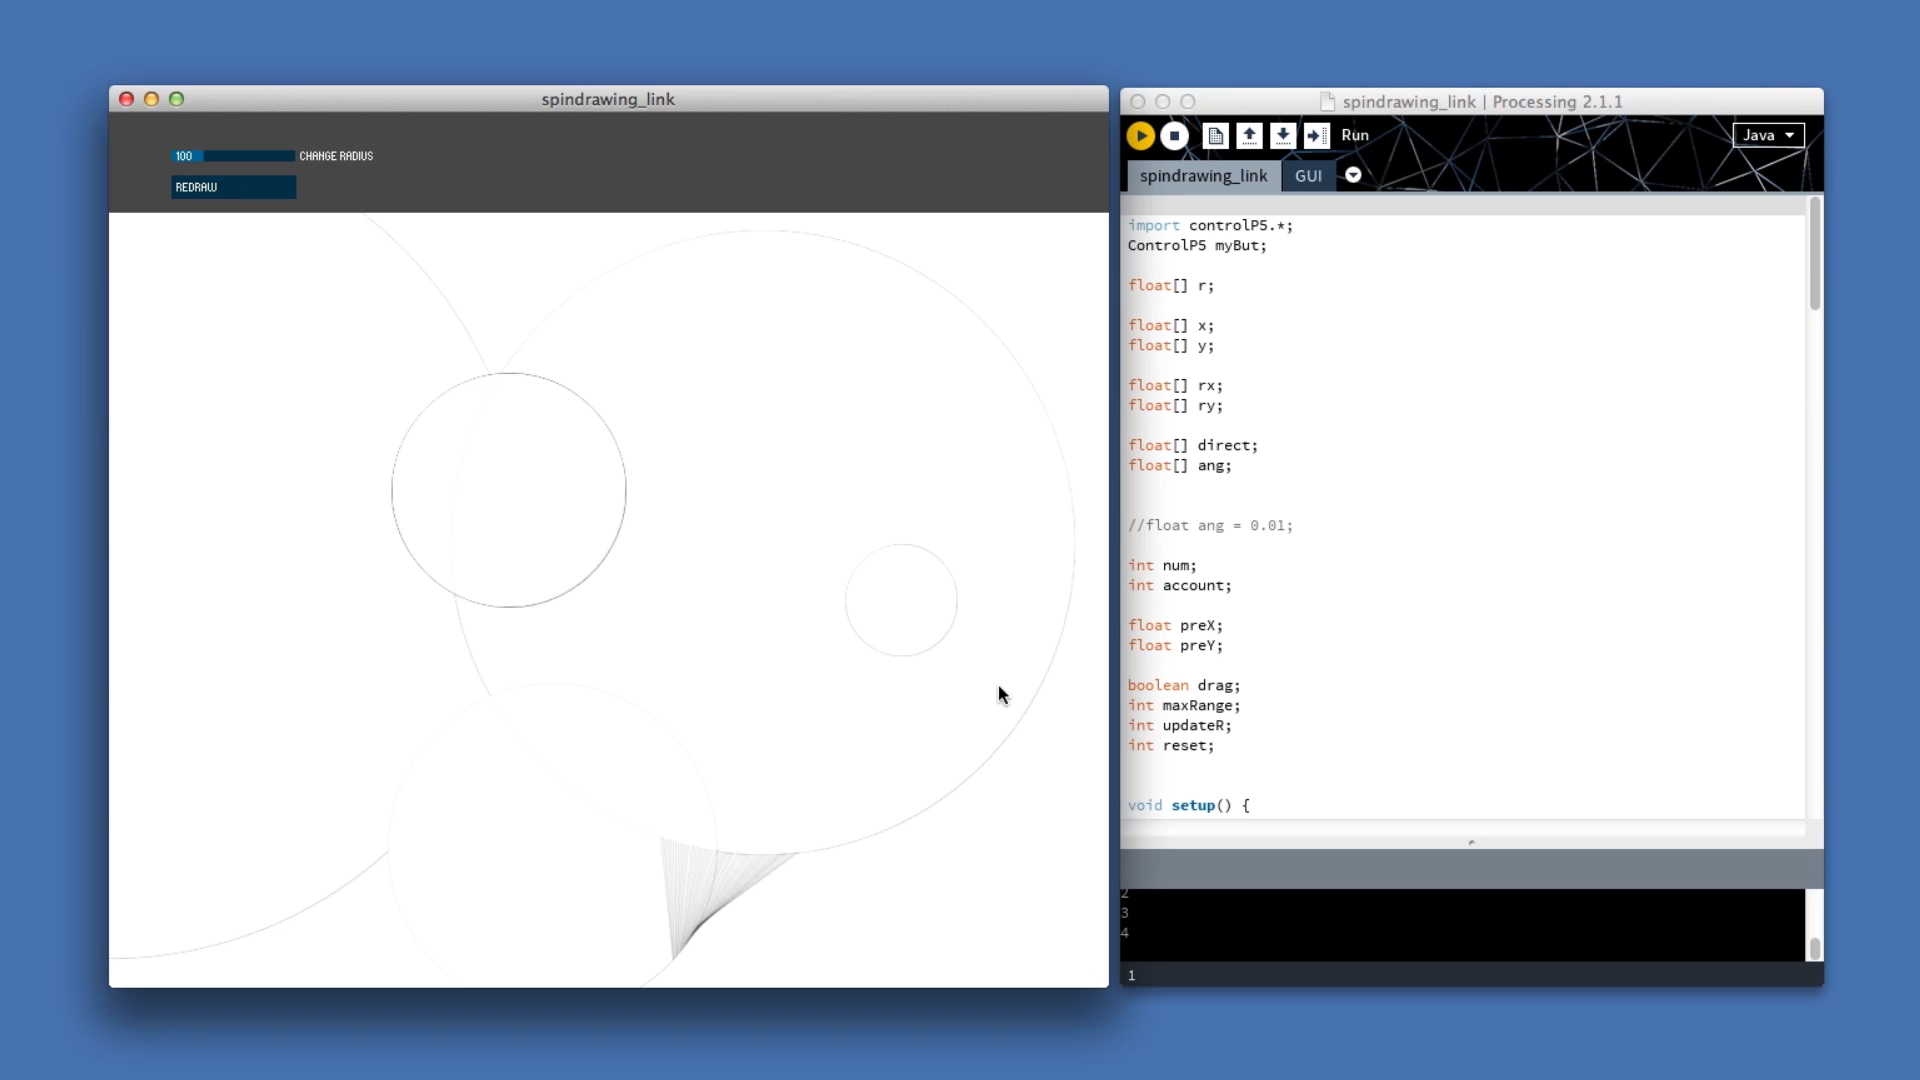 spindrawing_link
100 CHANGE RADIUS
REDRAW
spindrawing_link | Processing 2.1.1
Run
Java
spindrawing_link GUI
import controlP5.*;
ControlP5 myBut;
float[] r;
float[] x;
float[] y;
float[] rx;
float[] ry;
float[] direct;
float[] ang;
//float ang = 0.01;
int num;
int account;
float preX;
float preY;
boolean drag;
int maxRange;
int updateR;
int reset;
void setup() {
2
3
4
1